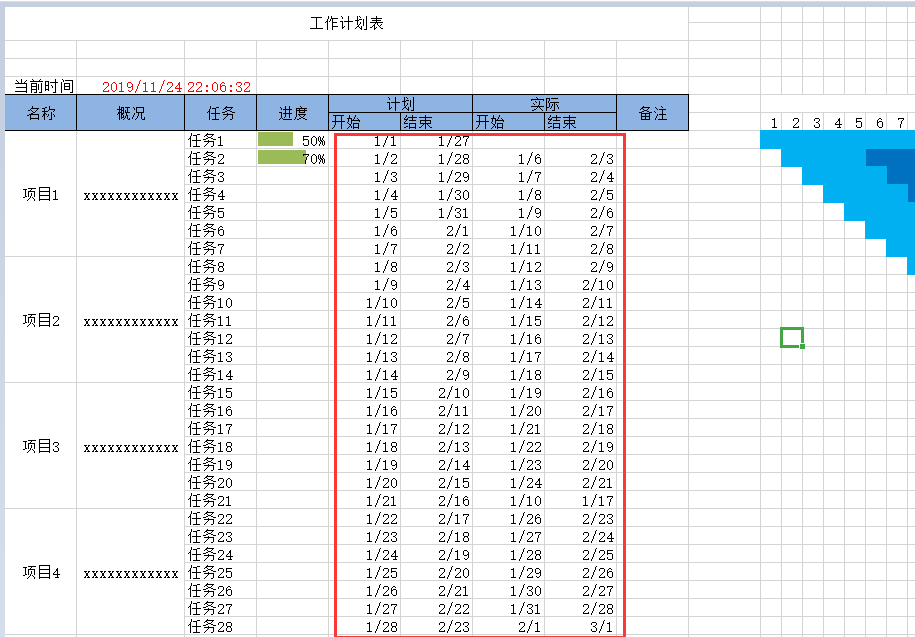 工作计划表
当前时间 2019/11/24 22:06:32
名称 概况 任务 进度 计划 实际 备注
开始 结束 开始 结束 1 2 3 4 5 6 7
任务1 50% 1/1 1/27
任务2 70% 1/2 1/28 1/6 2/3
任务3 1/3 1/29 1/7 2/4
项目1 xxxxxxxxxxxx 任务4 1/4 1/30 1/8 2/5
任务5 1/5 1/31 1/9 2/6
任务6 1/6 2/1 1/10 2/7
任务7 1/7 2/2 1/11 2/8
任务8 1/8 2/3 1/12 2/9
任务9 1/9 2/4 1/13 2/10
任务10 1/10 2/5 1/14 2/11
项目2 xxxxxxxxxxxx 任务11 1/11 2/6 1/15 2/12
任务12 1/12 2/7 1/16 2/13
任务13 1/13 2/8 1/17 2/14
任务14 1/14 2/9 1/18 2/15
任务15 1/15 2/10 1/19 2/16
任务16 1/16 2/11 1/20 2/17
任务17 1/17 2/12 1/21 2/18
项目3 xxxxxxxxxxxx 任务18 1/18 2/13 1/22 2/19
任务19 1/19 2/14 1/23 2/20
任务20 1/20 2/15 1/24 2/21
任务21 1/21 2/16 1/10 1/17
任务22 1/22 2/17 1/26 2/23
任务23 1/23 2/18 1/27 2/24
任务24 1/24 2/19 1/28 2/25
项目4 xxxxxxxxxxxx 任务25 1/25 2/20 1/29 2/26
任务26 1/26 2/21 1/30 2/27
任务27 1/27 2/22 1/31 2/28
任务28 1/28 2/23 2/1 3/1